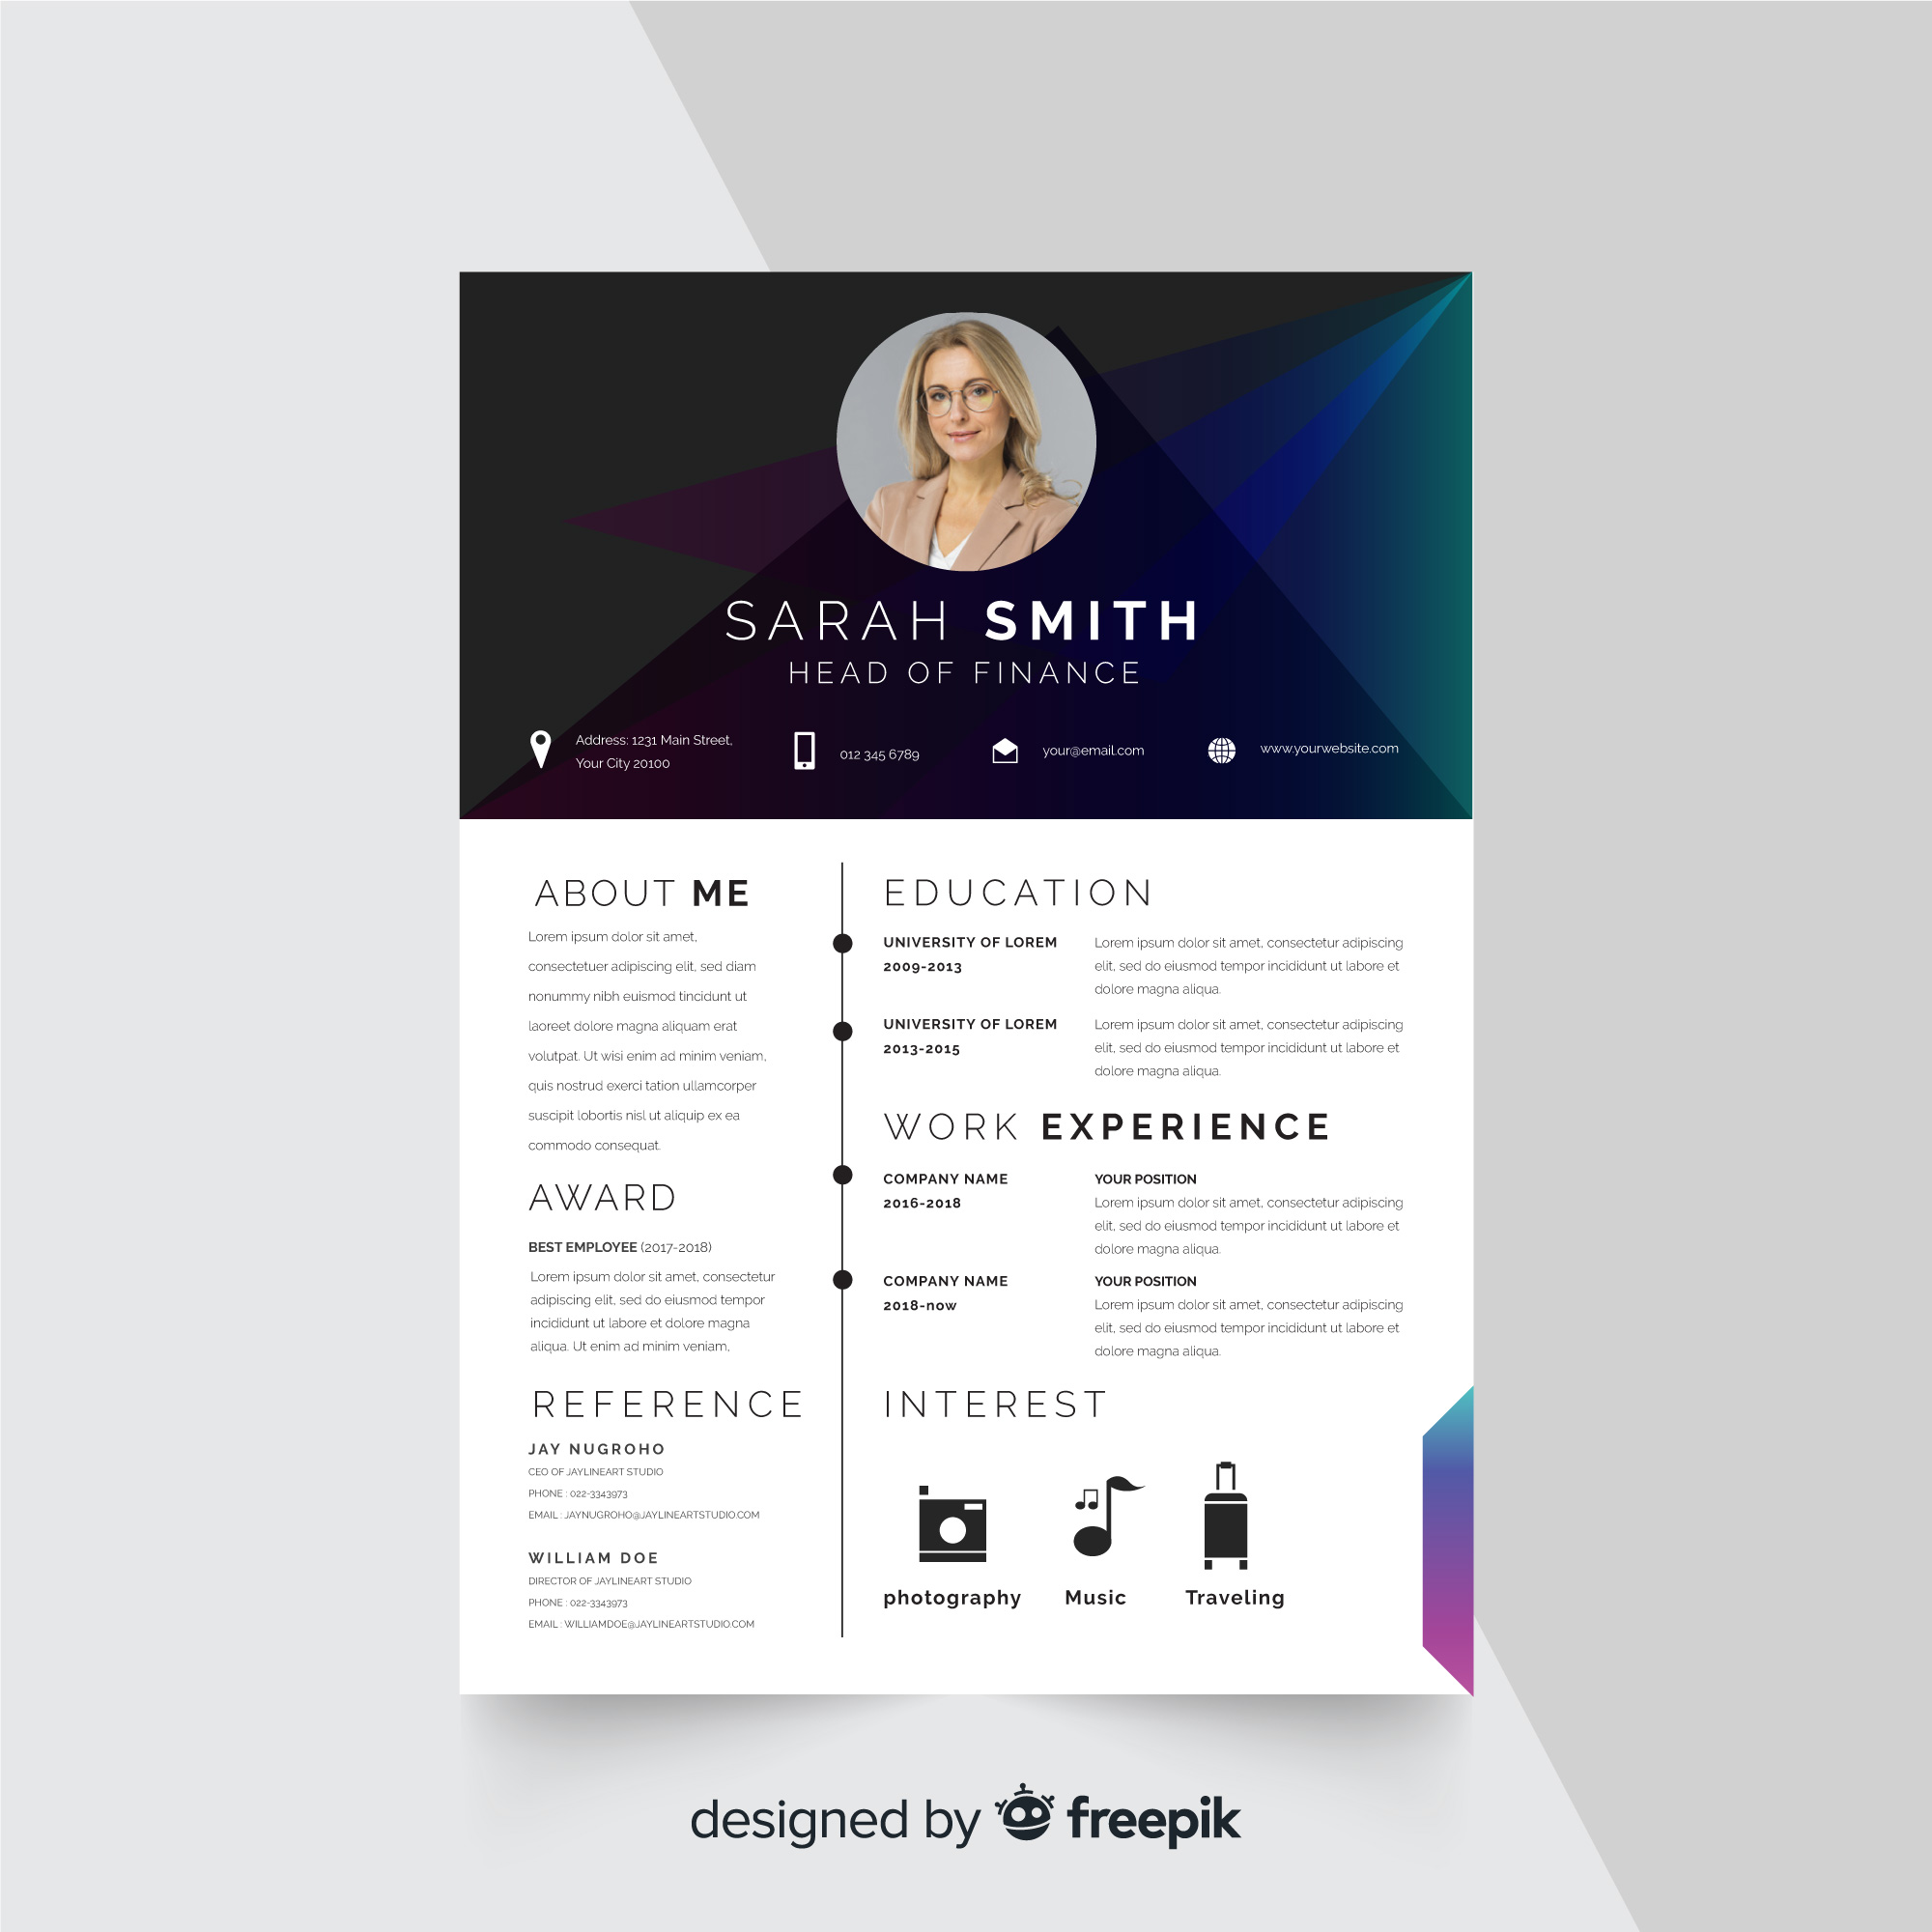 SARAH SMITH
HEAD OF FINANCE
Address: 1231 Main Street,
Your City 20100
012 345 6789
your@email.com
www.yourwebsite.com
ABOUT ME
Lorem ipsum dolor sit amet,
consectetuer adipiscing elit, sed diam
nonummy nibh euismod tincidunt ut
laoreet dolore magna aliquam erat
volutpat. Ut wisi enim ad minim veniam,
quis nostrud exerci tation ullamcorper
suscipit lobortis nisl ut aliquip ex ea
commodo consequat.
AWARD
BEST EMPLOYEE (2017-2018)
Lorem ipsum dolor sit amet, consectetur
adipiscing elit, sed do eiusmod tempor
incididunt ut labore et dolore magna
aliqua. Ut enim ad minim veniam,
REFERENCE
JAY NUGROHO
CEO OF JAYLINEART STUDIO
PHONE : 022-3343973
EMAIL : JAYNUGROHO@JAYLINEARTSTUDIO.COM
WILLIAM DOE
DIRECTOR OF JAYLINEART STUDIO
PHONE : 022-3343973
EMAIL : WILLIAMDOE@JAYLINEARTSTUDIO.COM
EDUCATION
UNIVERSITY OF LOREM
2009-2013
Lorem ipsum dolor sit amet, consectetur adipiscing
elit, sed do eiusmod tempor incididunt ut labore et
dolore magna aliqua.
UNIVERSITY OF LOREM
2013-2015
Lorem ipsum dolor sit amet, consectetur adipiscing
elit, sed do eiusmod tempor incididunt ut labore et
dolore magna aliqua.
WORK EXPERIENCE
COMPANY NAME
2016-2018
YOUR POSITION
Lorem ipsum dolor sit amet, consectetur adipiscing
elit, sed do eiusmod tempor incididunt ut labore et
dolore magna aliqua.
COMPANY NAME
2018-now
YOUR POSITION
Lorem ipsum dolor sit amet, consectetur adipiscing
elit, sed do eiusmod tempor incididunt ut labore et
dolore magna aliqua.
INTEREST
photography
Music
Traveling
designed by freepik